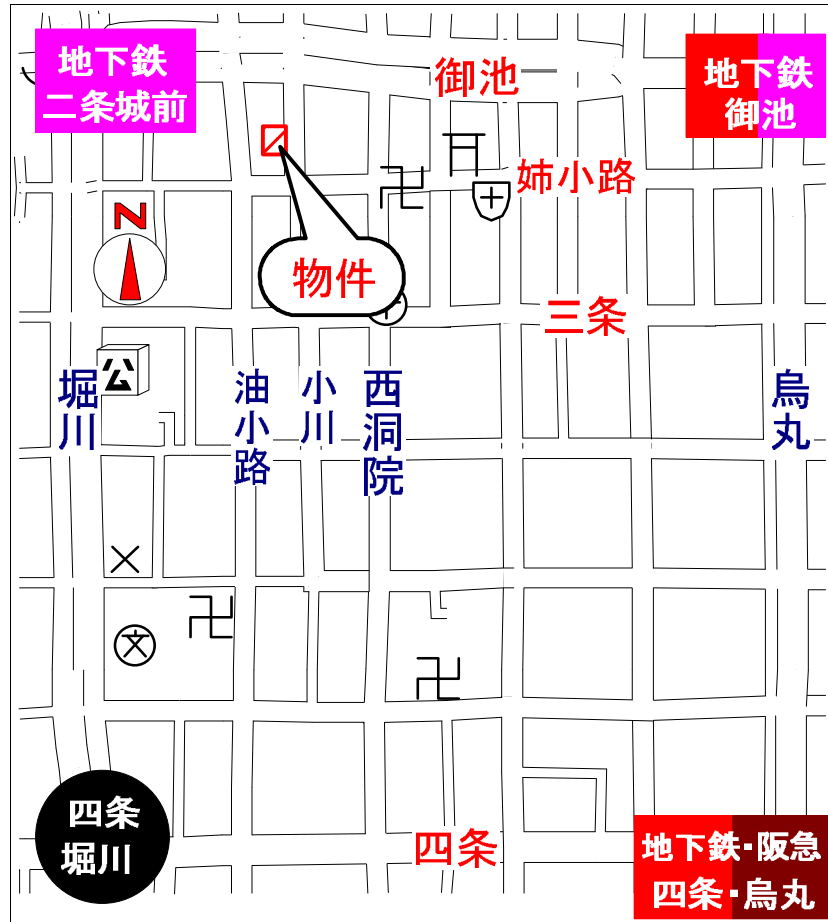 地下鉄
二条城前
御池
地下鉄
御池
姉小路
N
物件
三条
公
堀川
油小路
小川
西洞院
烏丸
文
四条
堀川
四条
地下鉄・阪急
四条・烏丸